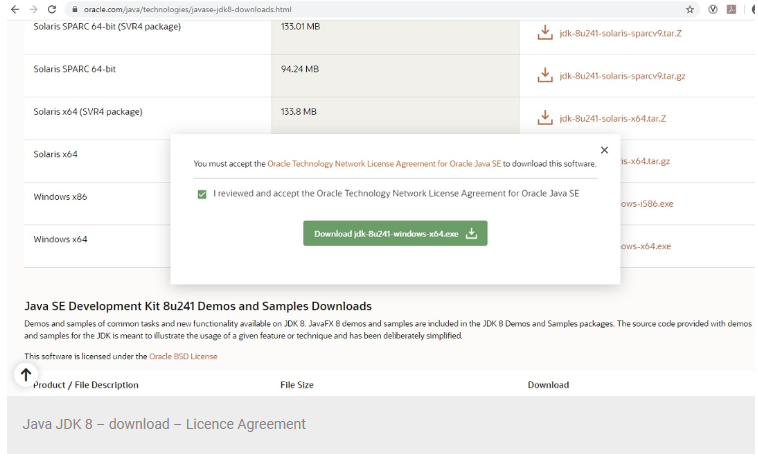 oracle.com/java/technologies/javase-jdk8-downloads.html
Solaris SPARC 64-bit (SVR4 package) 133.01 MB jdk-8u241-solaris-sparcv9.tar.Z
Solaris SPARC 64-bit 94.24 MB jdk-8u241-solaris-sparcv9.tar.gz
Solaris x64 (SVR4 package) 133.8 MB jdk-8u241-solaris-x64.tar.Z
You must accept the Oracle Technology Network License Agreement for Oracle Java SE to download this software.
Solaris x64 is-x64.tar.gz
I reviewed and accept the Oracle Technology Network License Agreement for Oracle Java SE
Windows x86 ows-i586.exe
Download jdk-8u241-windows-x64.exe
Windows x64 ows-x64.exe
Java SE Development Kit 8u241 Demos and Samples Downloads
Demos and samples of common tasks and new functionality available on JDK 8. JavaFX 8 demos and samples are included in the JDK 8 Demos and Samples packages. The source code provided with demos
and samples for the JDK is meant to illustrate the usage of a given feature or technique and has been deliberately simplified.
This software is licensed under the Oracle BSD License
Product / File Description File Size Download
Java JDK 8 – download – Licence Agreement